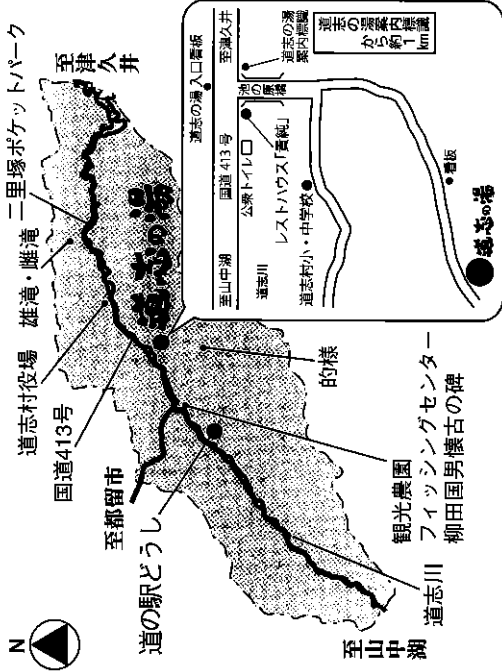 N
至津久井
二里塚ポケットパーク
雄滝・雌滝
道志村役場
国道413号
至都留市
道の駅どうし
道志の湯
的様
観光農園
フィッシングセンター
柳田国男懐古の碑
道志川
至山中湖
道志の湯 入口看板
至山中湖
国道413号
至津久井
道志川
公衆トイレ
池の原橋
道志の湯
案内標識
レストハウス「貴純」
道志村小・中学校
道志の湯案内標識
から約1km
看板
道志の湯